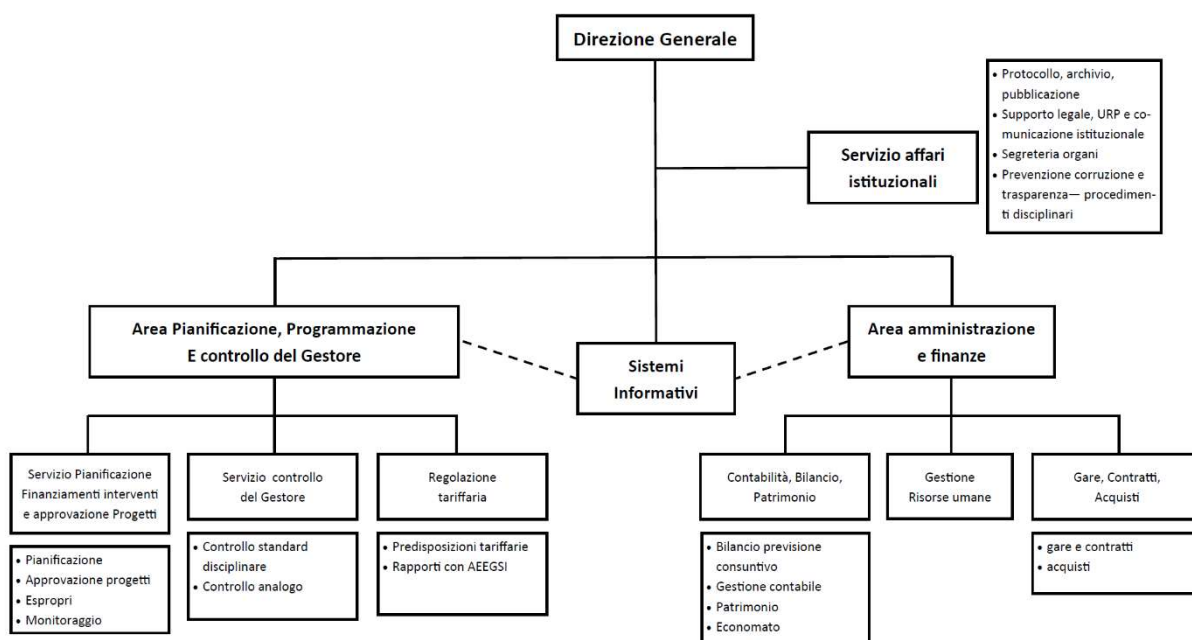 Direzione Generale
• Protocollo, archivio,
pubblicazione
• Supporto legale, URP e co-
municazione istituzionale
• Segreteria organi
• Prevenzione corruzione e
trasparenza— procedimen-
ti disciplinari
Servizio affari
istituzionali
Area Pianificazione, Programmazione
E controllo del Gestore
Sistemi
Informativi
Area amministrazione
e finanze
Servizio Pianificazione
Finanziamenti interventi
e approvazione Progetti
Servizio controllo
del Gestore
Regolazione
tariffaria
Contabilità, Bilancio,
Patrimonio
Gestione
Risorse umane
Gare, Contratti,
Acquisti
• Pianificazione
• Approvazione progetti
• Espropri
• Monitoraggio
• Controllo standard
disciplinare
• Controllo analogo
• Predisposizioni tariffarie
• Rapporti con AEEGSI
• Bilancio previsione
consuntivo
• Gestione contabile
• Patrimonio
• Economato
• gare e contratti
• acquisti